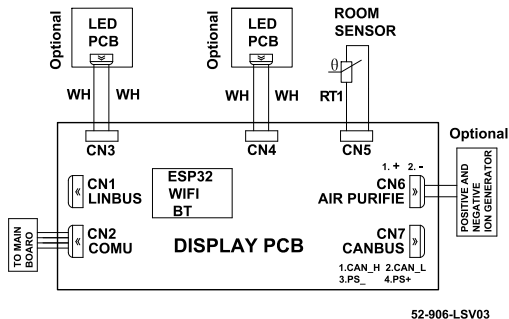 Optional
LED
PCB
WH
WH
CN3
Optional
LED
PCB
WH
WH
CN4
ROOM
SENSOR
θ
RT1
CN5
CN1
LINBUS
ESP32
WIFI
BT
1. + 2. -
CN6
AIR PURIFIE
Optional
POSITIVE AND
NEGATIVE
ION GENERATOR
TO MAIN
BOARD
CN2
COMU
DISPLAY PCB
CN7
CANBUS
1.CAN_H 2.CAN_L
3.PS_ 4.PS+
52-906-LSV03